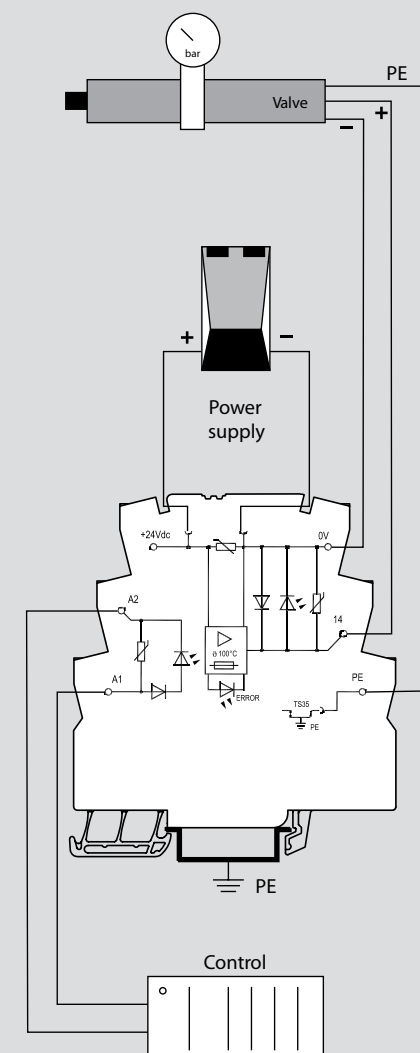 bar
PE
Valve
+
−
+
−
Power
supply
+24Vdc
0V
A2
14
ϑ 100°C
A1
PE
ERROR
TS35
PE
PE
Control